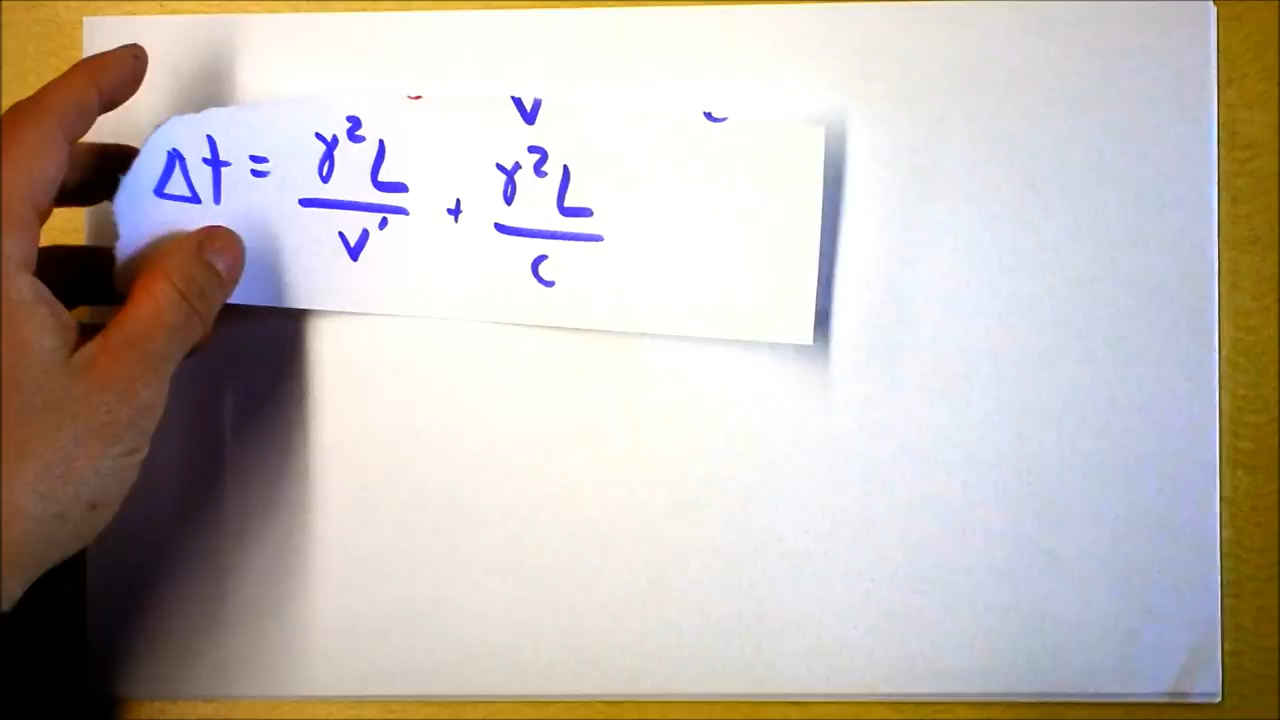 v
Δt = γ²L/v' + γ²L/c